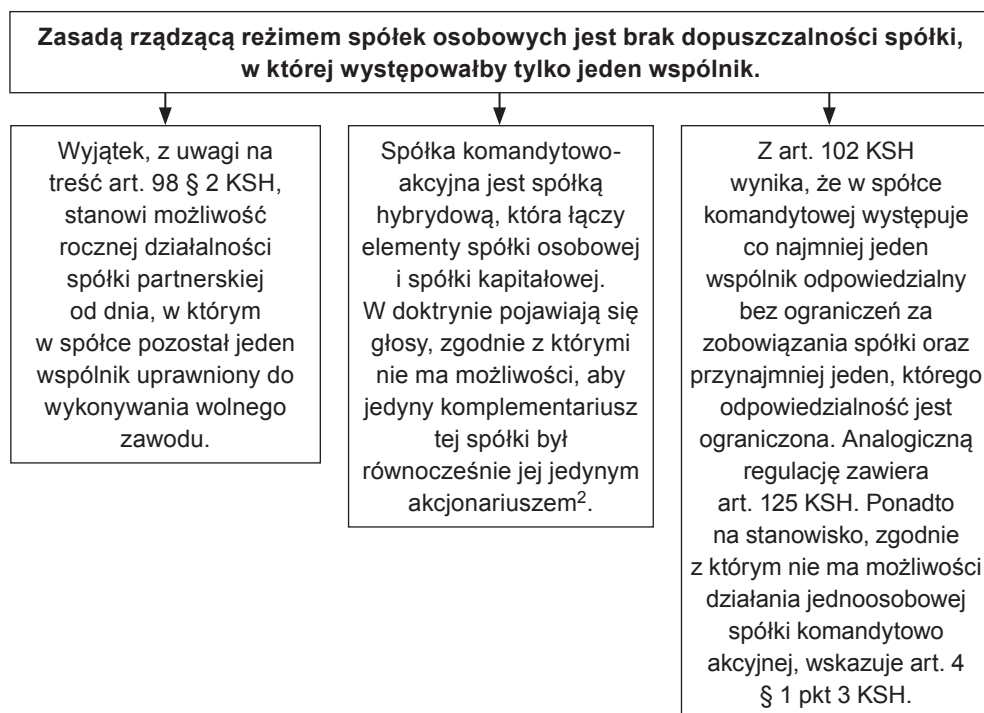 Zasadą rządzącą reżimem spółek osobowych jest brak dopuszczalności spółki,
w której występowałby tylko jeden wspólnik.
Wyjątek, z uwagi na
treść art. 98 § 2 KSH,
stanowi możliwość
rocznej działalności
spółki partnerskiej
od dnia, w którym
w spółce pozostał jeden
wspólnik uprawniony do
wykonywania wolnego
zawodu.
Spółka komandytowo-
akcyjna jest spółką
hybrydową, która łączy
elementy spółki osobowej
i spółki kapitałowej.
W doktrynie pojawiają się
głosy, zgodnie z którymi
nie ma możliwości, aby
jedyny komplementariusz
tej spółki był
równocześnie jej jedynym
akcjonariuszem².
Z art. 102 KSH
wynika, że w spółce
komandytowej występuje
co najmniej jeden
wspólnik odpowiedzialny
bez ograniczeń za
zobowiązania spółki oraz
przynajmniej jeden, którego
odpowiedzialność jest
ograniczona. Analogiczną
regulację zawiera
art. 125 KSH. Ponadto
na stanowisko, zgodnie
z którym nie ma możliwości
działania jednoosobowej
spółki komandytowo
akcyjnej, wskazuje art. 4
§ 1 pkt 3 KSH.